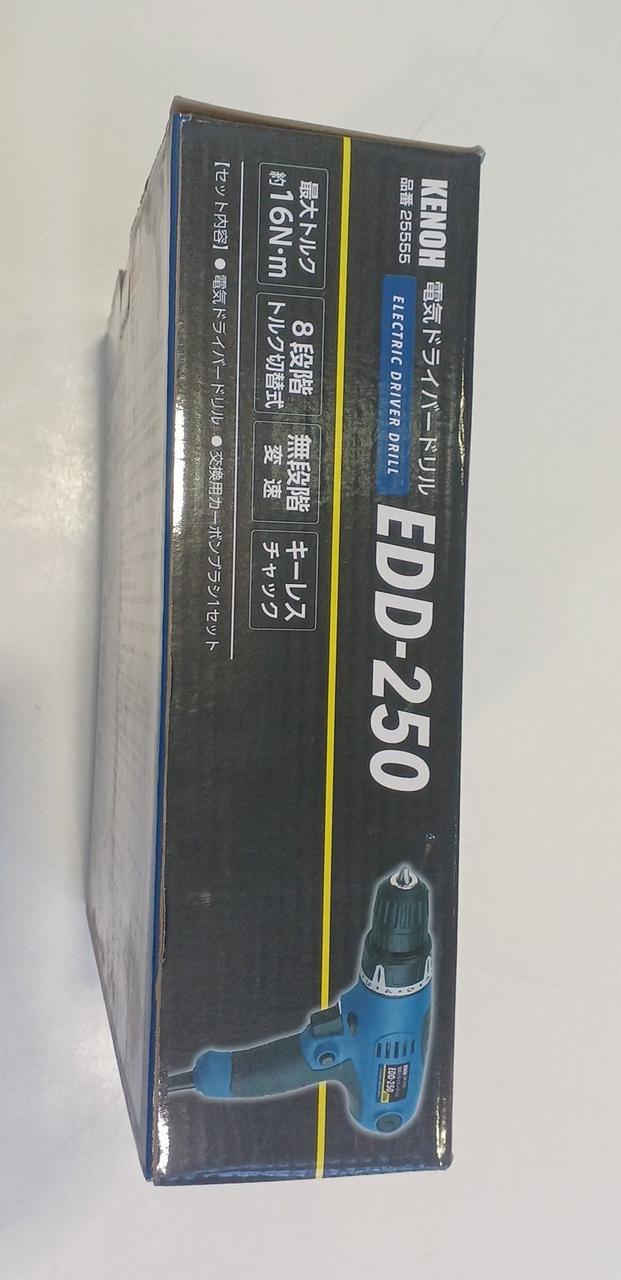 KENOH
品番 25555
電気ドライバードリル
ELECTRIC DRIVER DRILL
EDD-250
最大トルク
約16N·m
8段階
トルク切替式
無段階
変速
キーレス
チャック
【セット内容】●電気ドライバードリル ●交換用カーボンブラシ1セット
EDD-250